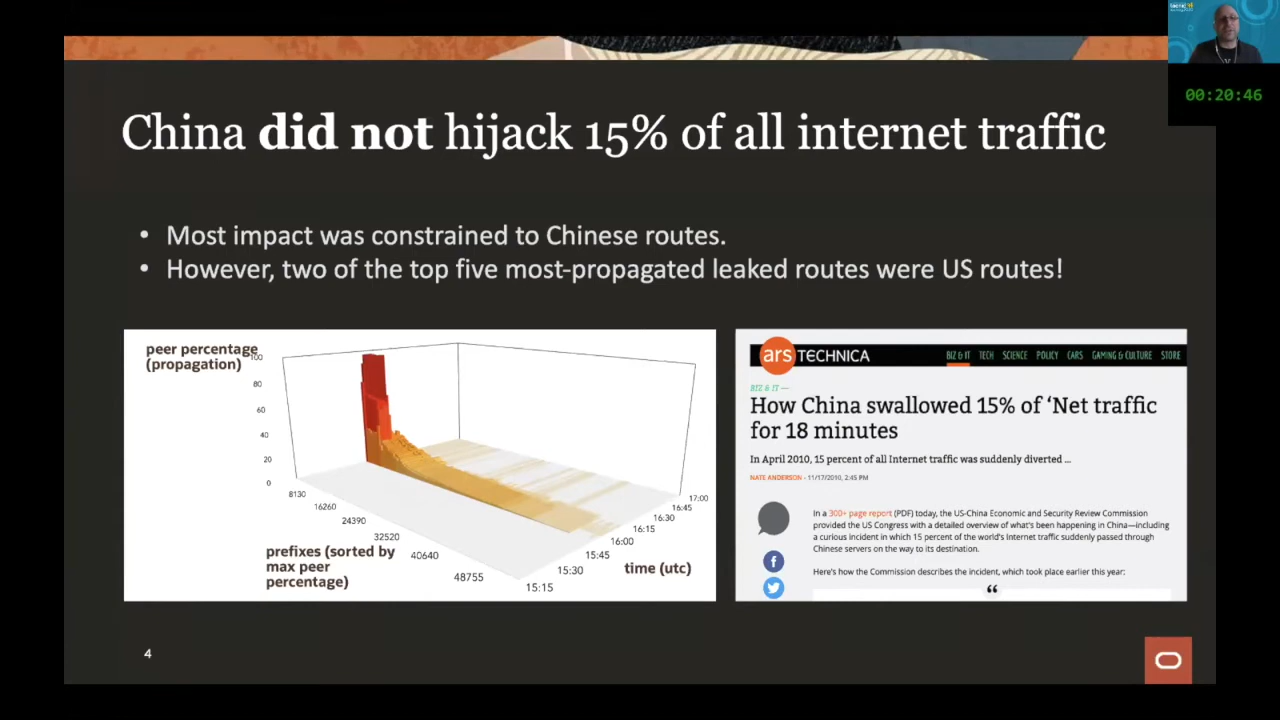 00:20:46
China did not hijack 15% of all internet traffic
• Most impact was constrained to Chinese routes.
• However, two of the top five most-propagated leaked routes were US routes!
peer percentage
(propagation)
100
80
60
40
20
0
8130
16260
24390
32520
40640
48755
prefixes (sorted by
max peer
percentage)
15:15
15:30
15:45
16:00
16:15
16:30
16:45
17:00
time (utc)
ars TECHNICA
BIZ & IT TECH SCIENCE POLICY CARS GAMING & CULTURE STORE
BIZ & IT —
How China swallowed 15% of ‘Net traffic
for 18 minutes
In April 2010, 15 percent of all Internet traffic was suddenly diverted ...
NATE ANDERSON - 11/17/2010, 2:45 PM
In a 300+ page report (PDF) today, the US-China Economic and Security Review Commission
provided the US Congress with a detailed overview of what's been happening in China—including
a curious incident in which 15 percent of the world's Internet traffic suddenly passed through
Chinese servers on the way to its destination.
Here's how the Commission describes the incident, which took place earlier this year:
“
4